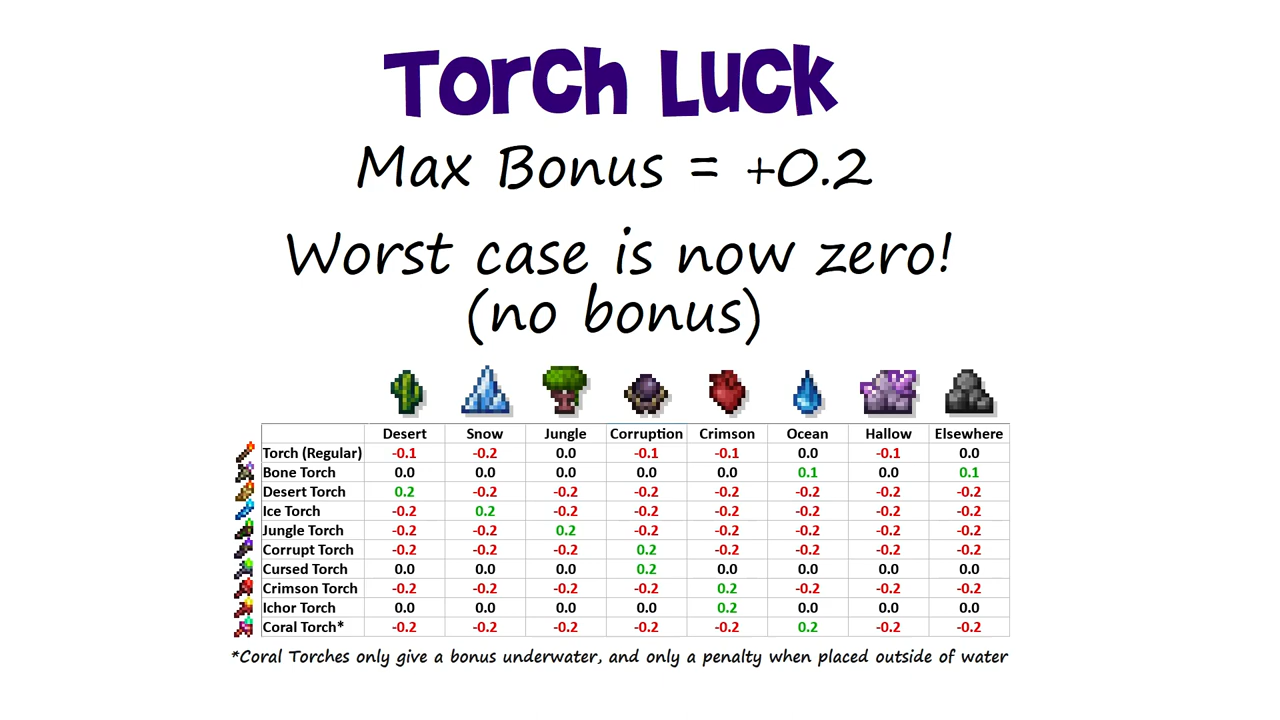 Torch Luck
Max Bonus = +0.2
Worst case is now zero!
(no bonus)
Desert Snow Jungle Corruption Crimson Ocean Hallow Elsewhere
Torch (Regular) -0.1 -0.2 0.0 -0.1 -0.1 0.0 -0.1 0.0
Bone Torch 0.0 0.0 0.0 0.0 0.0 0.1 0.0 0.1
Desert Torch 0.2 -0.2 -0.2 -0.2 -0.2 -0.2 -0.2 -0.2
Ice Torch -0.2 0.2 -0.2 -0.2 -0.2 -0.2 -0.2 -0.2
Jungle Torch -0.2 -0.2 0.2 -0.2 -0.2 -0.2 -0.2 -0.2
Corrupt Torch -0.2 -0.2 -0.2 0.2 -0.2 -0.2 -0.2 -0.2
Cursed Torch 0.0 0.0 0.0 0.2 0.0 0.0 0.0 0.0
Crimson Torch -0.2 -0.2 -0.2 -0.2 0.2 -0.2 -0.2 -0.2
Ichor Torch 0.0 0.0 0.0 0.0 0.2 0.0 0.0 0.0
Coral Torch* -0.2 -0.2 -0.2 -0.2 -0.2 0.2 -0.2 -0.2
*Coral Torches only give a bonus underwater, and only a penalty when placed outside of water